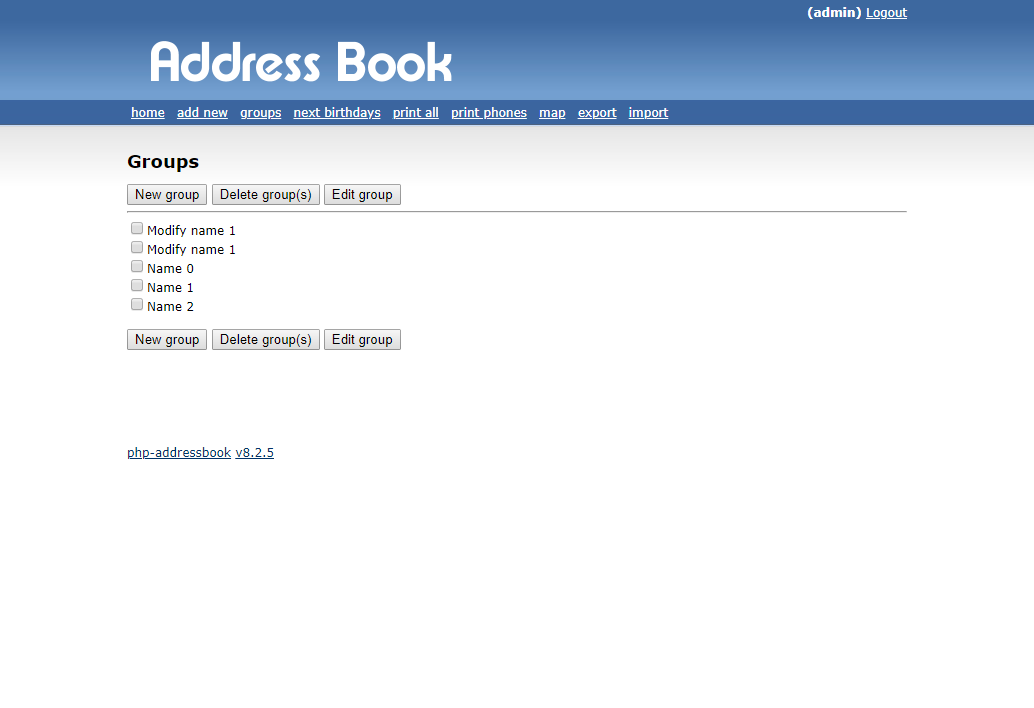 (admin) Logout
Address Book
home add new groups next birthdays print all print phones map export import
Groups
New group Delete group(s) Edit group
Modify name 1
Modify name 1
Name 0
Name 1
Name 2
New group Delete group(s) Edit group
php-addressbook v8.2.5